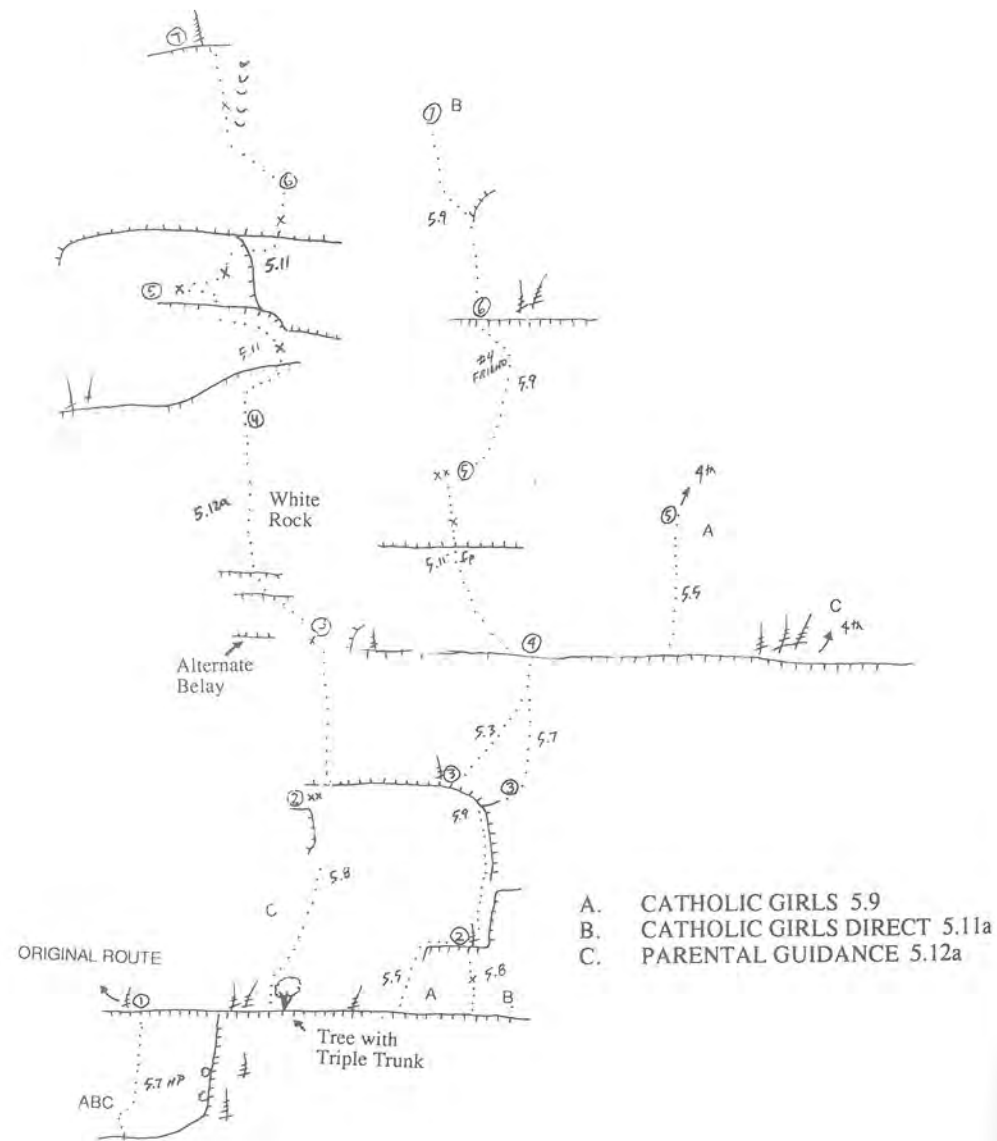 7
7 B
6
5.9
5.11
5
6
5.11
#4
FRIEND
5.9
4
5
xx
4th
5
A
5.12a
White
Rock
5.11
5.5
C
4th
3
4
Alternate
Belay
5.3
5.7
3
3
2 xx
5.9
5.8
C
2
A. CATHOLIC GIRLS 5.9
B. CATHOLIC GIRLS DIRECT 5.11a
C. PARENTAL GUIDANCE 5.12a
ORIGINAL ROUTE
5.5
A
5.8
B
1
Tree with
Triple Trunk
5.7 HP
ABC